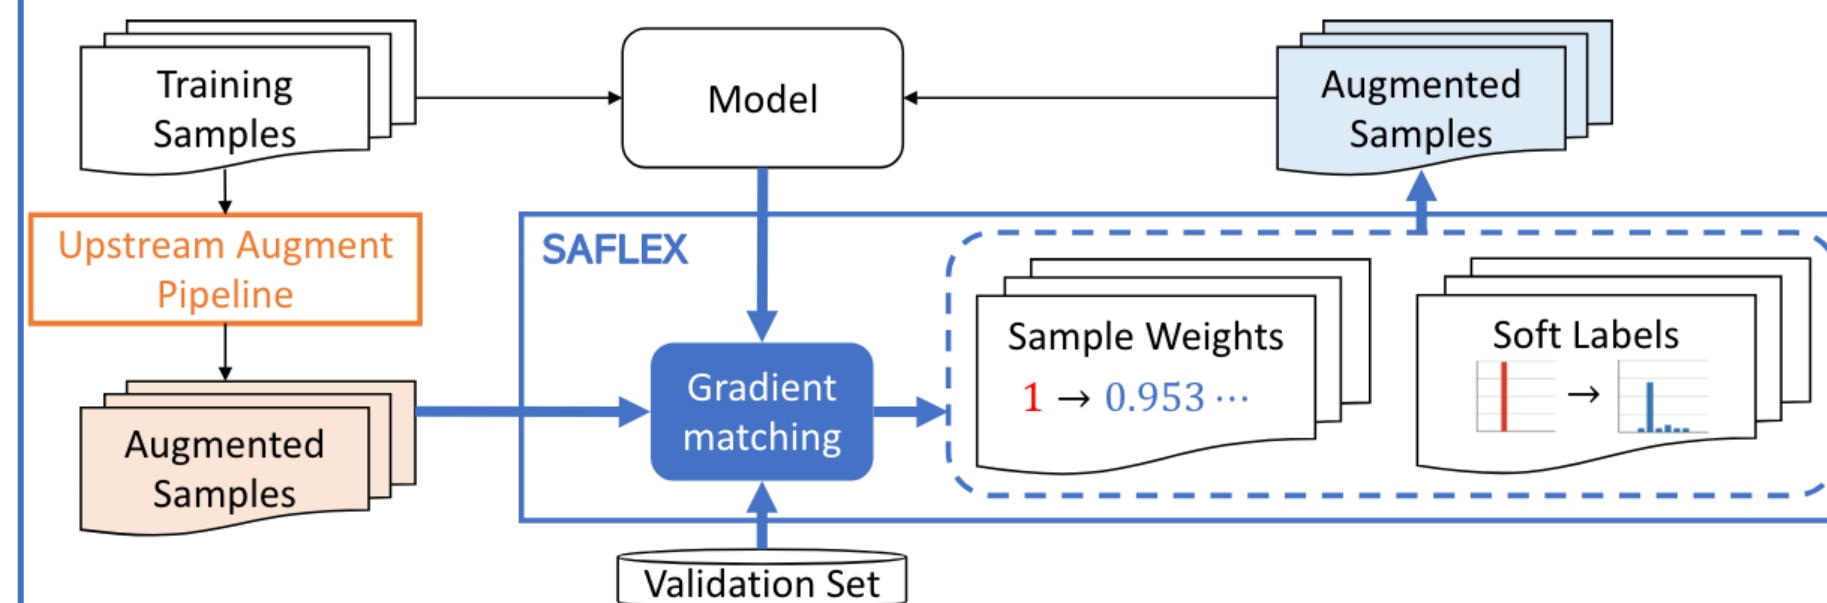 Training
Samples
Model
Augmented
Samples
Upstream Augment
Pipeline
SAFLEX
Augmented
Samples
Gradient
matching
Sample Weights
1 → 0.953 ⋯
Soft Labels
→
Validation Set